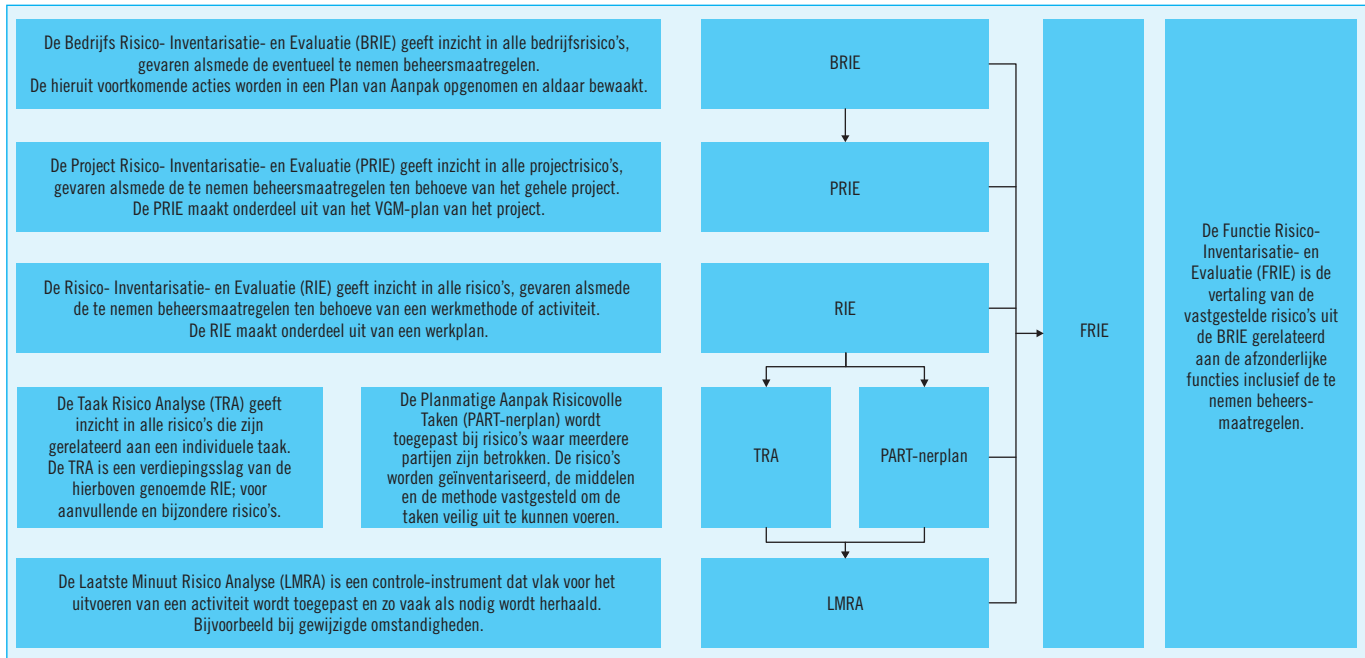 De Bedrijfs Risico- Inventarisatie- en Evaluatie (BRIE) geeft inzicht in alle bedrijfsrisico's,
gevaren alsmede de eventueel te nemen beheersmaatregelen.
De hieruit voortkomende acties worden in een Plan van Aanpak opgenomen en aldaar bewaakt.
BRIE
De Project Risico- Inventarisatie- en Evaluatie (PRIE) geeft inzicht in alle projectrisico's,
gevaren alsmede de te nemen beheersmaatregelen ten behoeve van het gehele project.
De PRIE maakt onderdeel uit van het VGM-plan van het project.
PRIE
De Risico- Inventarisatie- en Evaluatie (RIE) geeft inzicht in alle risico's, gevaren alsmede
de te nemen beheersmaatregelen ten behoeve van een werkmethode of activiteit.
De RIE maakt onderdeel uit van een werkplan.
RIE
De Taak Risico Analyse (TRA) geeft
inzicht in alle risico's die zijn
gerelateerd aan een individuele taak.
De TRA is een verdiepingsslag van de
hierboven genoemde RIE; voor
aanvullende en bijzondere risico's.
De Planmatige Aanpak Risicovolle
Taken (PART-nerplan) wordt
toegepast bij risico's waar meerdere
partijen zijn betrokken. De risico's
worden geïnventariseerd, de middelen
en de methode vastgesteld om de
taken veilig uit te kunnen voeren.
TRA
PART-nerplan
De Laatste Minuut Risico Analyse (LMRA) is een controle-instrument dat vlak voor het
uitvoeren van een activiteit wordt toegepast en zo vaak als nodig wordt herhaald.
Bijvoorbeeld bij gewijzigde omstandigheden.
LMRA
FRIE
De Functie Risico-
Inventarisatie- en
Evaluatie (FRIE) is de
vertaling van de
vastgestelde risico's uit
de BRIE gerelateerd
aan de afzonderlijke
functies inclusief de te
nemen beheers-
maatregelen.